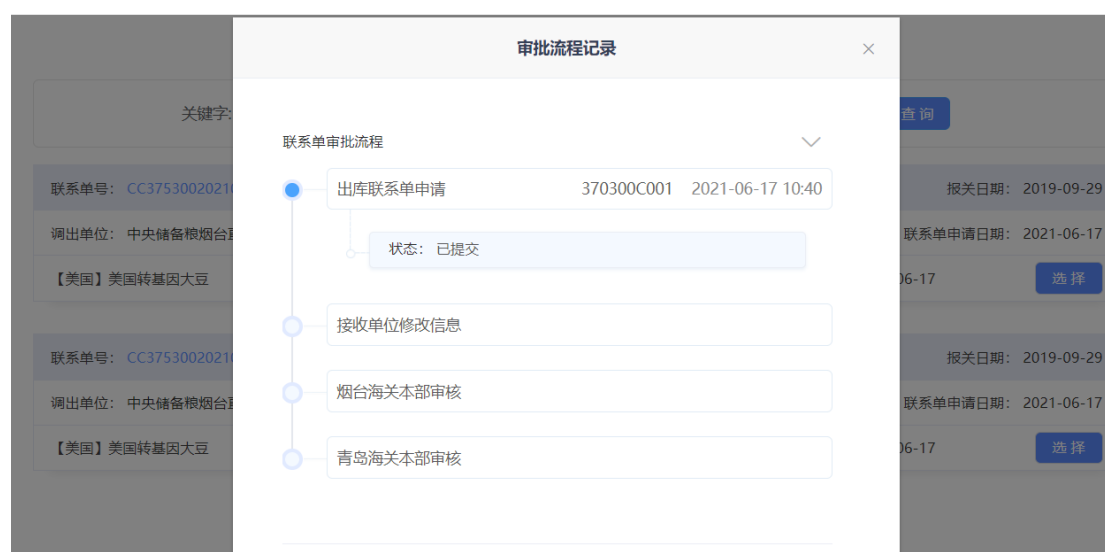 审批流程记录
关键字:
查 询
联系单审批流程
联系单号： CC3753002021
报关日期： 2019-09-29
出库联系单申请 370300C001 2021-06-17 10:40
调出单位： 中央储备粮烟台
联系单申请日期： 2021-06-17
状态： 已提交
【美国】美国转基因大豆
06-17
选 择
接收单位修改信息
联系单号： CC3753002021
报关日期： 2019-09-29
烟台海关本部审核
调出单位： 中央储备粮烟台
联系单申请日期： 2021-06-17
【美国】美国转基因大豆
06-17
选 择
青岛海关本部审核